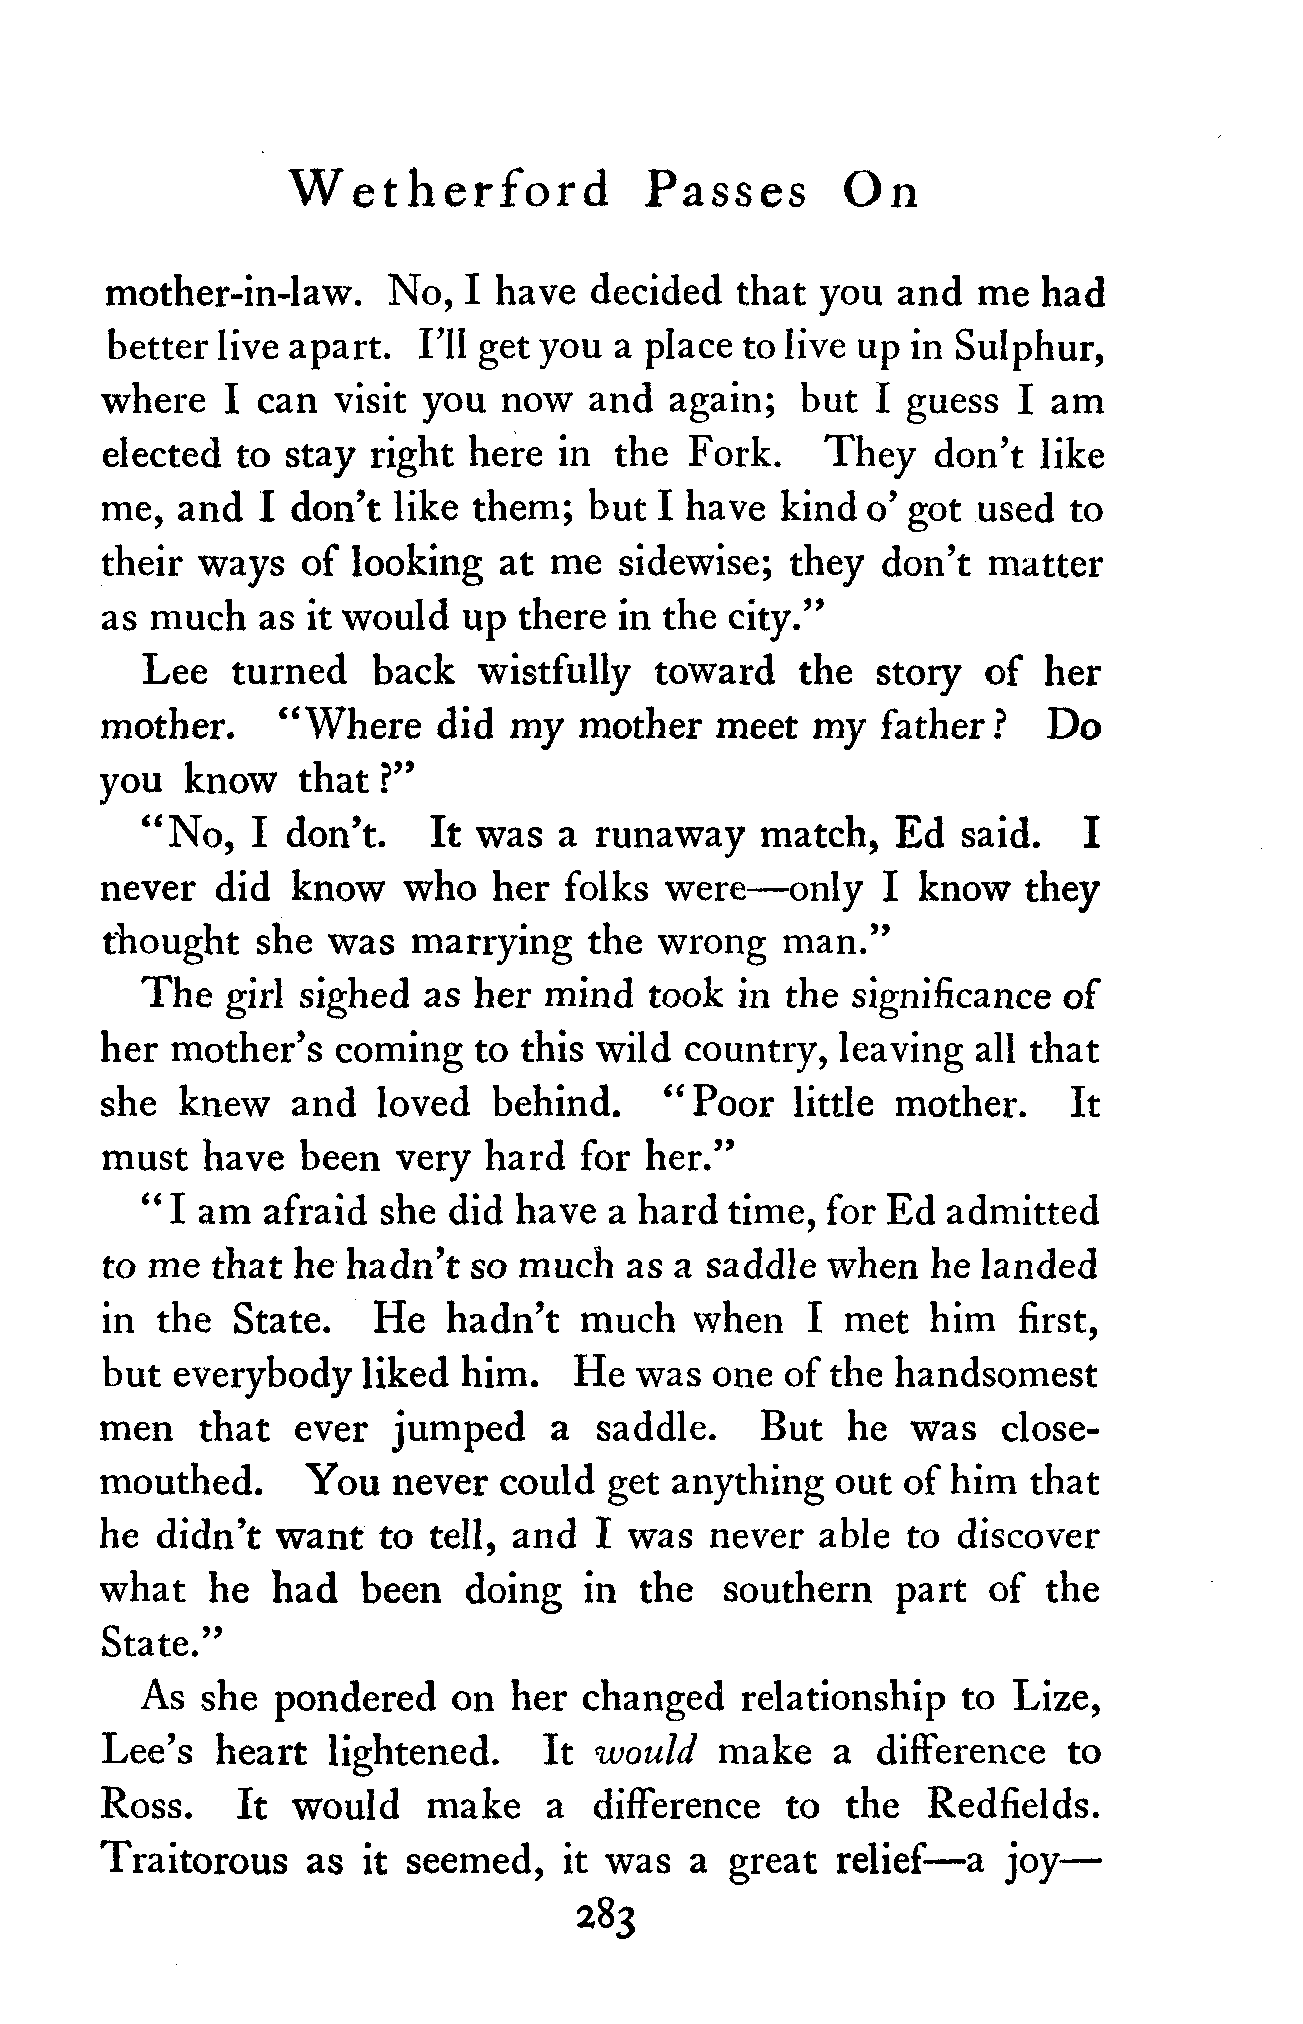 Wetherford Passes On
mother-in-law. No, I have decided that you and me had
better live apart. I'll get you a place to live up in Sulphur,
where I can visit you now and again; but I guess I am
elected to stay right here in the Fork. They don't like
me, and I don't like them; but I have kind o' got used to
their ways of looking at me sidewise; they don't matter
as much as it would up there in the city."
Lee turned back wistfully toward the story of her
mother. "Where did my mother meet my father? Do
you know that?"
"No, I don't. It was a runaway match, Ed said. I
never did know who her folks were—only I know they
thought she was marrying the wrong man."
The girl sighed as her mind took in the significance of
her mother's coming to this wild country, leaving all that
she knew and loved behind. "Poor little mother. It
must have been very hard for her."
"I am afraid she did have a hard time, for Ed admitted
to me that he hadn't so much as a saddle when he landed
in the State. He hadn't much when I met him first,
but everybody liked him. He was one of the handsomest
men that ever jumped a saddle. But he was close-
mouthed. You never could get anything out of him that
he didn't want to tell, and I was never able to discover
what he had been doing in the southern part of the
State."
As she pondered on her changed relationship to Lize,
Lee's heart lightened. It would make a difference to
Ross. It would make a difference to the Redfields.
Traitorous as it seemed, it was a great relief—a joy—
283